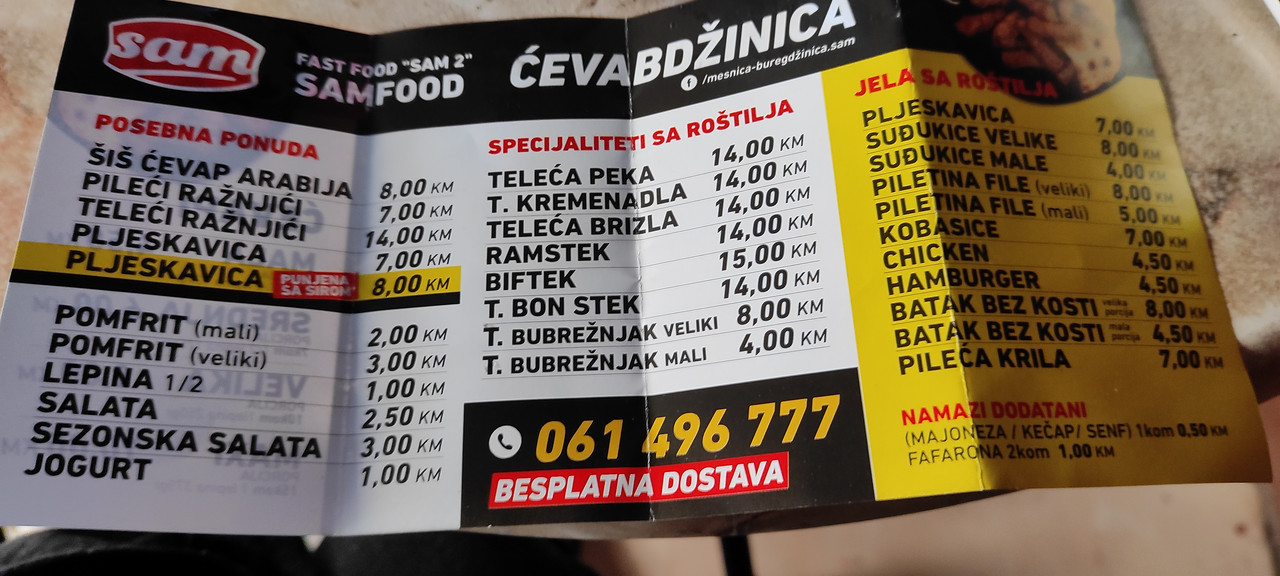 sam
FAST FOOD "SAM 2"
SAMFOOD
ĆEVABDŽINICA
f /mesnica-buregdžinica.sam
POSEBNA PONUDA
ŠIŠ ĆEVAP ARABIJA 8,00 KM
PILEĆI RAŽNJIĆI 7,00 KM
TELEĆI RAŽNJIĆI 14,00 KM
PLJESKAVICA 7,00 KM
PLJESKAVICA PUNJENA SA SIROM 8,00 KM
POMFRIT (mali) 2,00 KM
POMFRIT (veliki) 3,00 KM
LEPINA 1/2 1,00 KM
SALATA 2,50 KM
SEZONSKA SALATA 3,00 KM
JOGURT 1,00 KM
SPECIJALITETI SA ROŠTILJA
TELEĆA PEKA 14,00 KM
T. KREMENADLA 14,00 KM
TELEĆA BRIZLA 14,00 KM
RAMSTEK 14,00 KM
BIFTEK 15,00 KM
T. BON STEK 14,00 KM
T. BUBREŽNJAK VELIKI 8,00 KM
T. BUBREŽNJAK MALI 4,00 KM
061 496 777
BESPLATNA DOSTAVA
JELA SA ROŠTILJA
PLJESKAVICA 7,00 KM
SUĐUKICE VELIKE 8,00 KM
SUĐUKICE MALE 4,00 KM
PILETINA FILE (veliki) 8,00 KM
PILETINA FILE (mali) 5,00 KM
KOBASICE 7,00 KM
CHICKEN 4,50 KM
HAMBURGER 4,50 KM
BATAK BEZ KOSTI velika porcija 8,00 KM
BATAK BEZ KOSTI mala porcija 4,50 KM
PILEĆA KRILA 7,00 KM
NAMAZI DODATANI
(MAJONEZA / KEČAP/ SENF) 1kom 0,50 KM
FAFARONA 2kom 1,00 KM